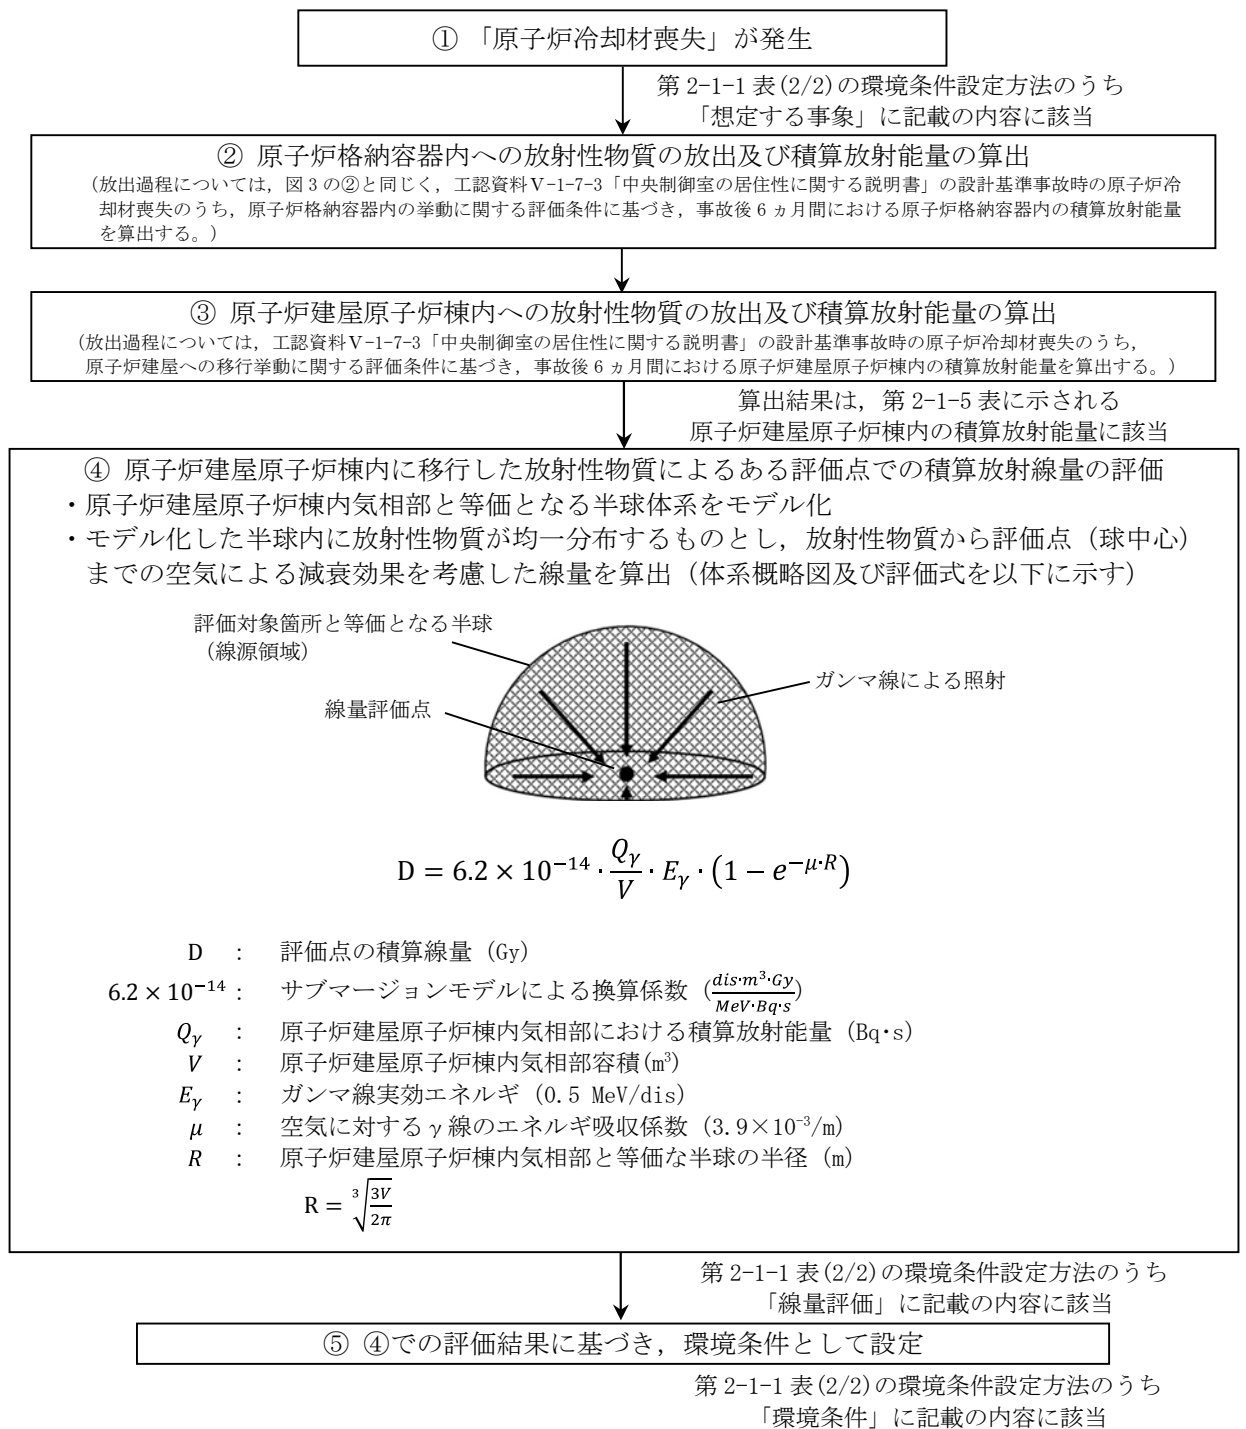 ① 「原子炉冷却材喪失」が発生
第 2-1-1 表(2/2)の環境条件設定方法のうち
「想定する事象」に記載の内容に該当
② 原子炉格納容器内への放射性物質の放出及び積算放射能量の算出
(放出過程については，図 3 の②と同じく，工認資料Ⅴ-1-7-3「中央制御室の居住性に関する説明書」の設計基準事故時の原子炉冷
却材喪失のうち，原子炉格納容器内の挙動に関する評価条件に基づき，事故後 6 ヵ月間における原子炉格納容器内の積算放射能量
を算出する。)
③ 原子炉建屋原子炉棟内への放射性物質の放出及び積算放射能量の算出
(放出過程については，工認資料Ⅴ-1-7-3「中央制御室の居住性に関する説明書」の設計基準事故時の原子炉冷却材喪失のうち，
原子炉建屋への移行挙動に関する評価条件に基づき，事故後 6 ヵ月間における原子炉建屋原子炉棟内の積算放射能量を算出する。)
算出結果は，第 2-1-5 表に示される
原子炉建屋原子炉棟内の積算放射能量に該当
④ 原子炉建屋原子炉棟内に移行した放射性物質によるある評価点での積算放射線量の評価
・原子炉建屋原子炉棟内気相部と等価となる半球体系をモデル化
・モデル化した半球内に放射性物質が均一分布するものとし，放射性物質から評価点（球中心）
までの空気による減衰効果を考慮した線量を算出（体系概略図及び評価式を以下に示す）
評価対象箇所と等価となる半球
（線源領域）
ガンマ線による照射
線量評価点
D = 6.2 × 10⁻¹⁴ · Qγ/V · Eγ · (1 − e^(−μ·R))
D : 評価点の積算線量（Gy）
6.2 × 10⁻¹⁴ : サブマージョンモデルによる換算係数（dis·m³·Gy/MeV·Bq·s）
Qγ : 原子炉建屋原子炉棟内気相部における積算放射能量（Bq・s）
V : 原子炉建屋原子炉棟内気相部容積(m³)
Eγ : ガンマ線実効エネルギ（0.5 MeV/dis）
μ : 空気に対するγ線のエネルギ吸収係数（3.9×10⁻³/m）
R : 原子炉建屋原子炉棟内気相部と等価な半球の半径（m）
R = ∛(3V/2π)
第 2-1-1 表(2/2)の環境条件設定方法のうち
「線量評価」に記載の内容に該当
⑤ ④での評価結果に基づき，環境条件として設定
第 2-1-1 表(2/2)の環境条件設定方法のうち
「環境条件」に記載の内容に該当